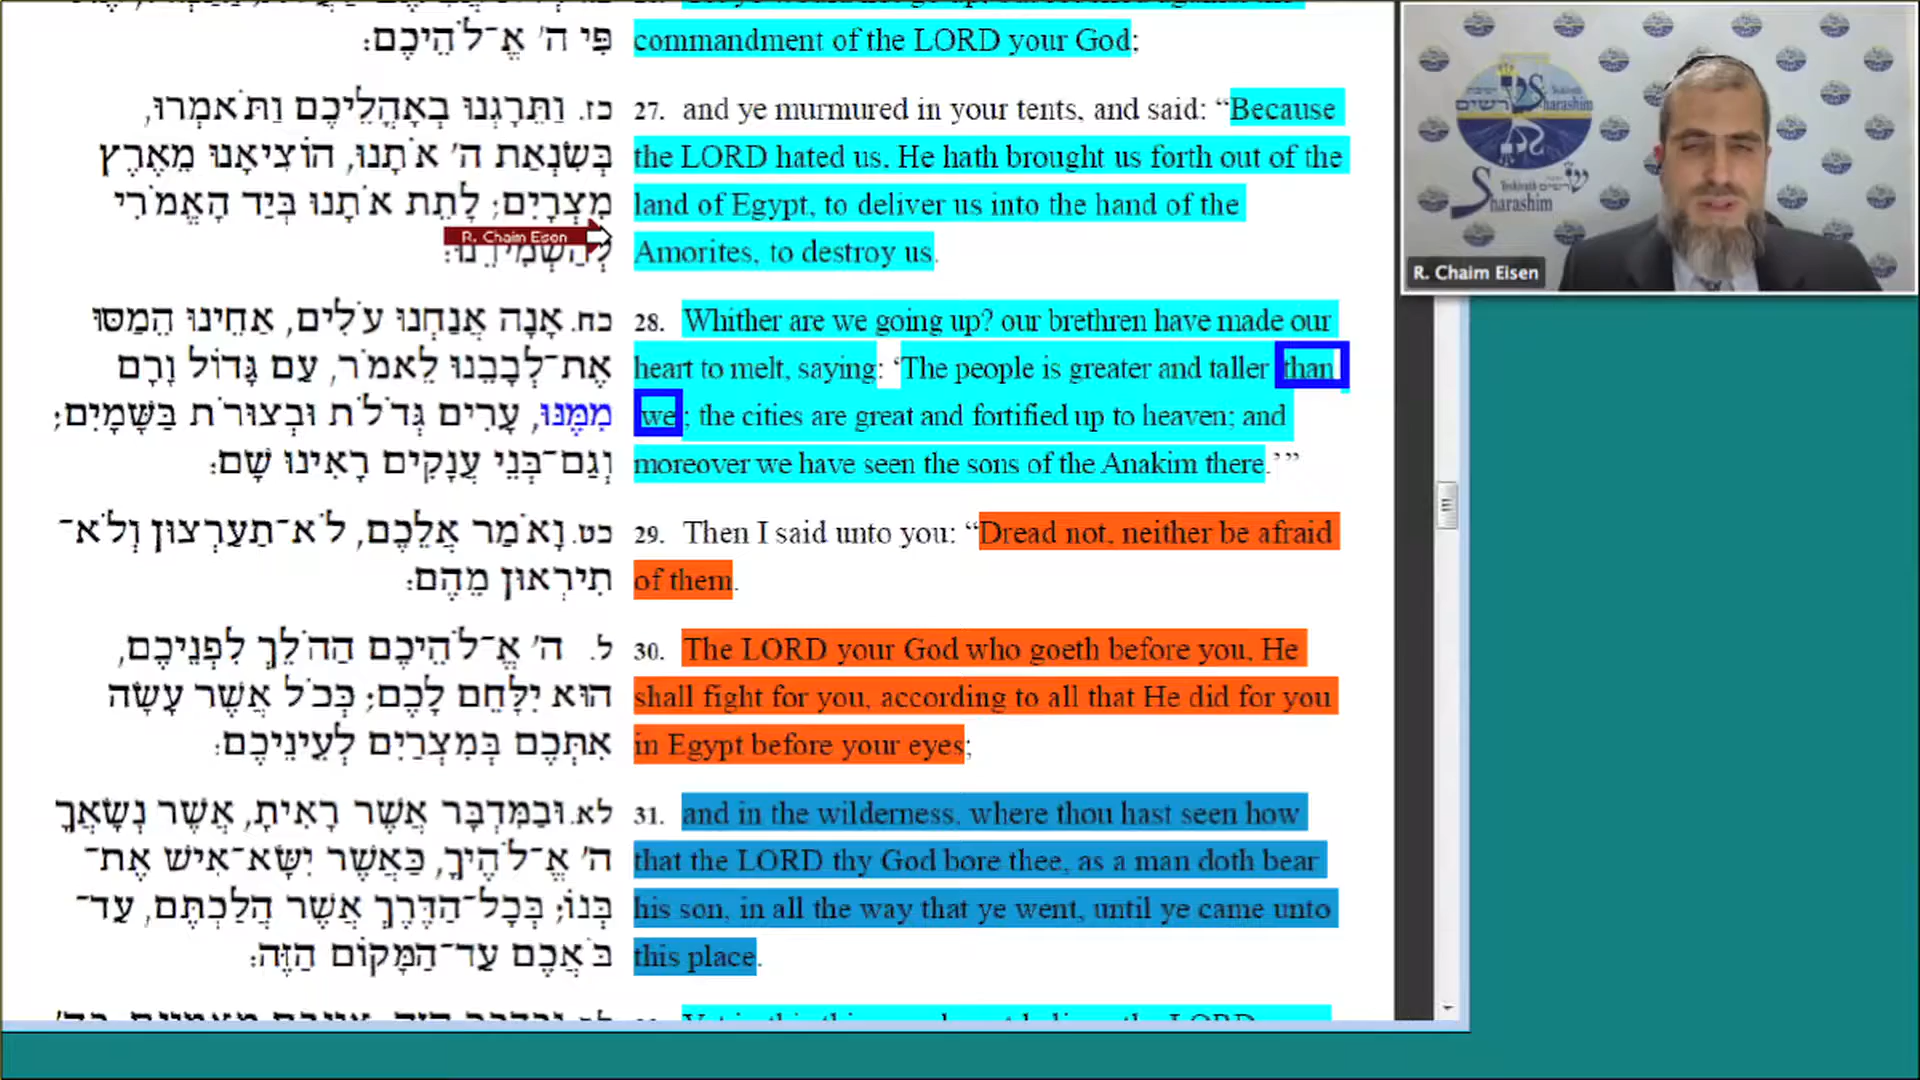 פִּי ה' אֱ־לֹהֵיכֶם:
commandment of the LORD your God;
כז. וַתֵּרָגְנוּ בְאָהֳלֵיכֶם וַתֹּאמְרוּ,
בְּשִׂנְאַת ה' אֹתָנוּ, הוֹצִיאָנוּ מֵאֶרֶץ
מִצְרָיִם; לָתֵת אֹתָנוּ בְּיַד הָאֱמֹרִי
לְהַשְׁמִידֵנוּ:
R. Chaim Eisen
27. and ye murmured in your tents, and said: “Because
the LORD hated us, He hath brought us forth out of the
land of Egypt, to deliver us into the hand of the
Amorites, to destroy us.
כח. אָנָה אֲנַחְנוּ עֹלִים, אַחֵינוּ הֵמַסּוּ
אֶת־לְבָבֵנוּ לֵאמֹר, עַם גָּדוֹל וָרָם
מִמֶּנּוּ, עָרִים גְּדֹלֹת וּבְצוּרֹת בַּשָּׁמָיִם;
וְגַם־בְּנֵי עֲנָקִים רָאִינוּ שָׁם:
28. Whither are we going up? our brethren have made our
heart to melt, saying: ‘The people is greater and taller than
we; the cities are great and fortified up to heaven; and
moreover we have seen the sons of the Anakim there.’”
כט. וָאֹמַר אֲלֵכֶם, לֹא־תַעַרְצוּן וְלֹא־
תִירְאוּן מֵהֶם:
29. Then I said unto you: “Dread not, neither be afraid
of them.
ל. ה' אֱ־לֹהֵיכֶם הַהֹלֵךְ לִפְנֵיכֶם,
הוּא יִלָּחֵם לָכֶם; כְּכֹל אֲשֶׁר עָשָׂה
אִתְּכֶם בְּמִצְרַיִם לְעֵינֵיכֶם:
30. The LORD your God who goeth before you, He
shall fight for you, according to all that He did for you
in Egypt before your eyes;
לא. וּבַמִּדְבָּר אֲשֶׁר רָאִיתָ, אֲשֶׁר נְשָׂאֲךָ
ה' אֱ־לֹהֶיךָ, כַּאֲשֶׁר יִשָּׂא־אִישׁ אֶת־
בְּנוֹ; בְּכָל־הַדֶּרֶךְ אֲשֶׁר הֲלַכְתֶּם, עַד־
בֹּאֲכֶם עַד־הַמָּקוֹם הַזֶּה:
31. and in the wilderness, where thou hast seen how
that the LORD thy God bore thee, as a man doth bear
his son, in all the way that ye went, until ye came unto
this place.
Yeshivath
Sharashim
R. Chaim Eisen